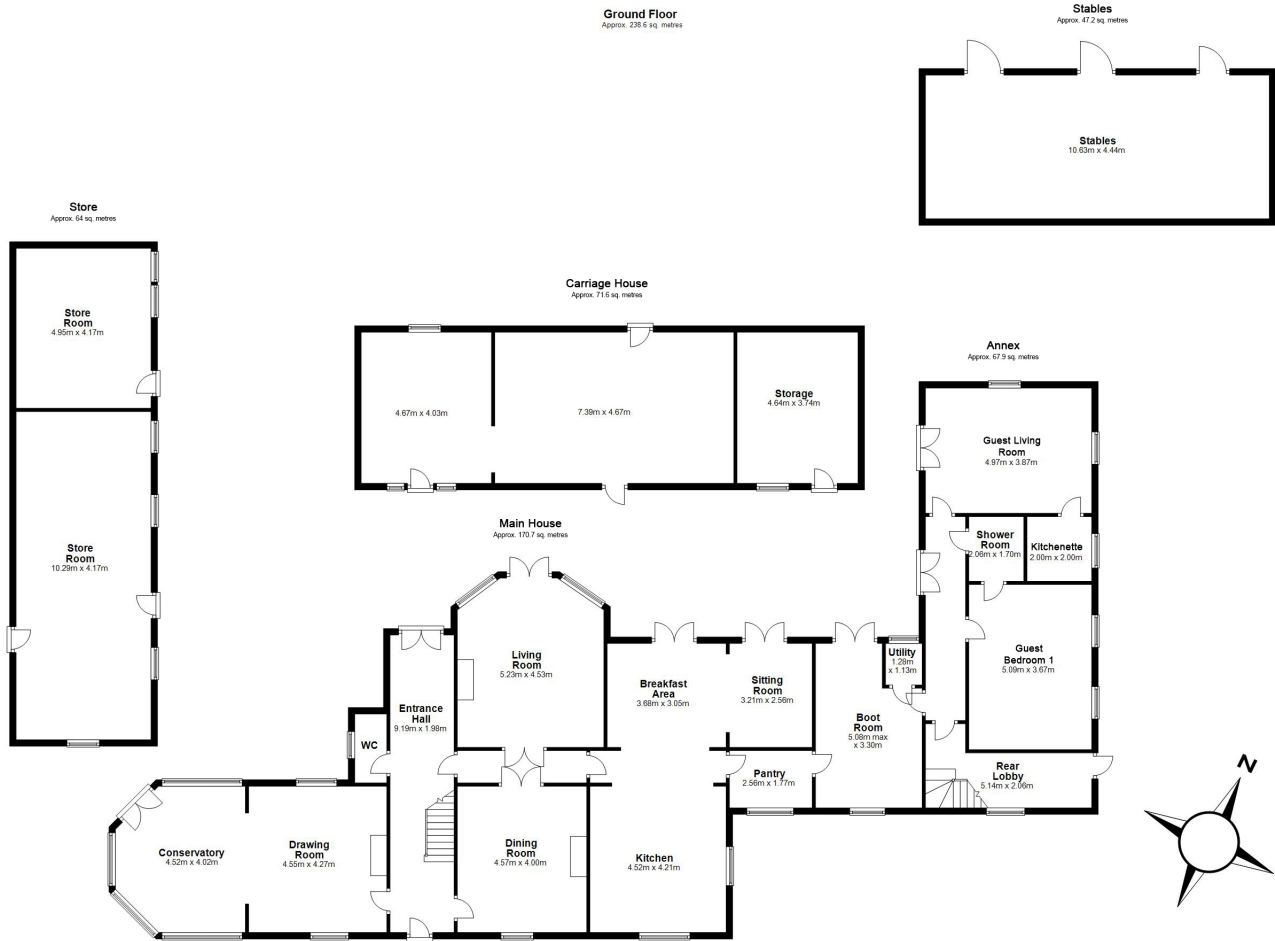 Ground Floor
Approx. 238.6 sq. metres
Stables
Approx. 47.2 sq. metres
Stables
10.63m x 4.44m
Store
Approx. 64 sq. metres
Store
Room
4.95m x 4.17m
Store
Room
10.29m x 4.17m
Carriage House
Approx. 71.6 sq. metres
4.67m x 4.03m
7.39m x 4.67m
Storage
4.64m x 3.74m
Annex
Approx. 67.9 sq. metres
Guest Living
Room
4.97m x 3.87m
Shower
Room
2.06m x 1.70m
Kitchenette
2.00m x 2.00m
Guest
Bedroom 1
5.09m x 3.67m
Rear
Lobby
5.14m x 2.06m
Main House
Approx. 170.7 sq. metres
Living
Room
5.23m x 4.53m
Entrance
Hall
9.19m x 1.98m
WC
Breakfast
Area
3.68m x 3.05m
Sitting
Room
3.21m x 2.56m
Utility
1.28m
x 1.13m
Boot
Room
5.08m max
x 3.30m
Pantry
2.56m x 1.77m
Conservatory
4.52m x 4.02m
Drawing
Room
4.55m x 4.27m
Dining
Room
4.57m x 4.00m
Kitchen
4.52m x 4.21m
N